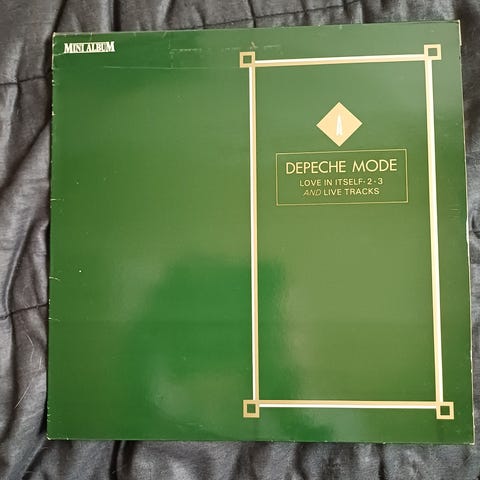 MINI ALBUM
DEPECHE MODE
LOVE IN ITSELF·2·3
AND LIVE TRACKS